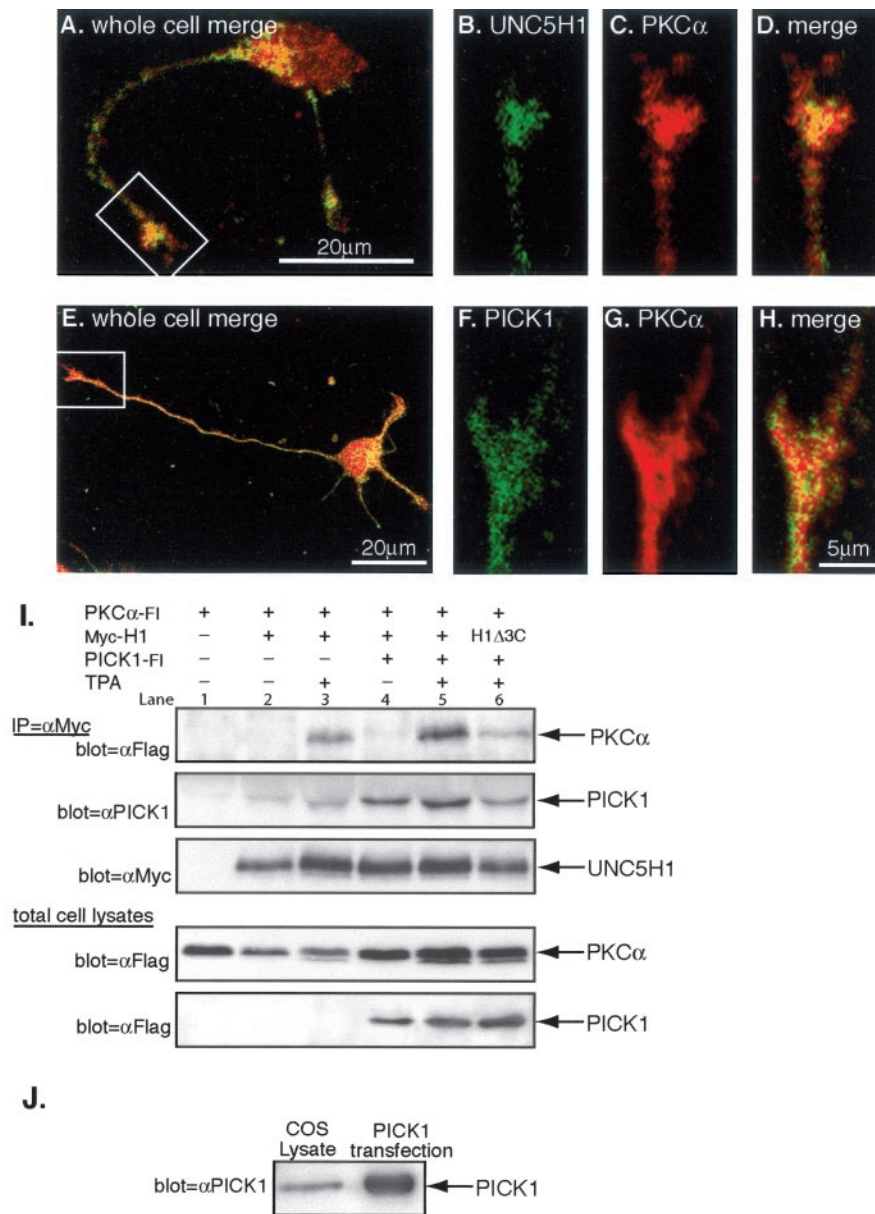 A. whole cell merge
20μm
B. UNC5H1
C. PKCα
D. merge
E. whole cell merge
20μm
F. PICK1
G. PKCα
H. merge
5μm
I.
PKCα-Fl + + + + + +
Myc-H1 – + + + + H1Δ3C
PICK1-Fl – – – + + +
TPA – – + – + +
Lane 1 2 3 4 5 6
IP=αMyc
blot=αFlag PKCα
blot=αPICK1 PICK1
blot=αMyc UNC5H1
total cell lysates
blot=αFlag PKCα
blot=αFlag PICK1
J.
COS Lysate
PICK1 transfection
blot=αPICK1 PICK1